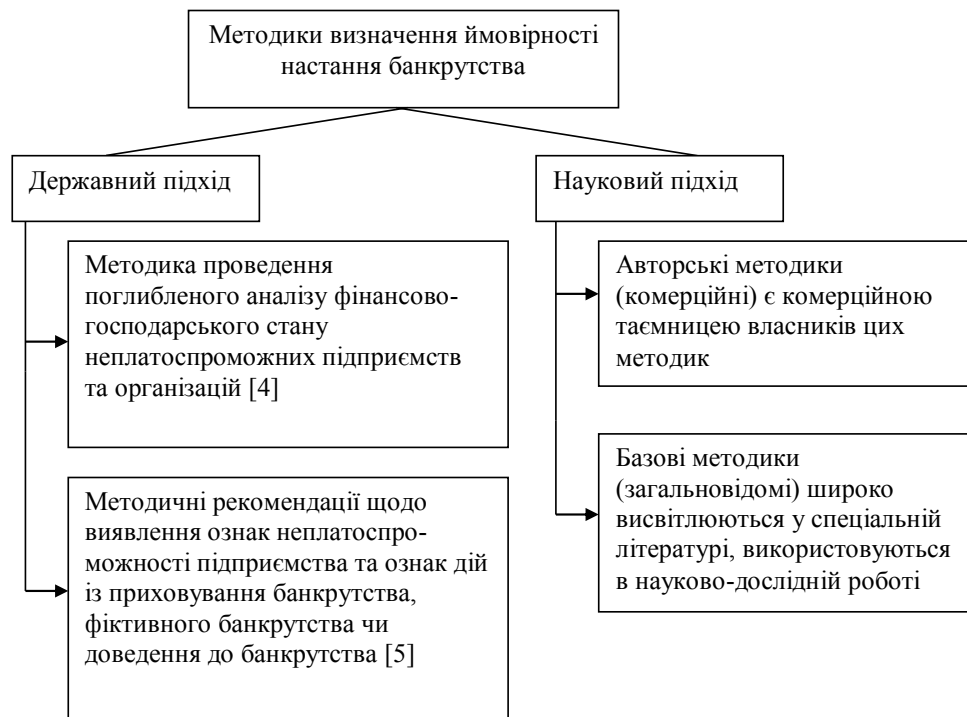 Методики визначення ймовірності
настання банкрутства
Державний підхід
Науковий підхід
Методика проведення
поглибленого аналізу фінансово-
господарського стану
неплатоспроможних підприємств
та організацій [4]
Авторські методики
(комерційні) є комерційною
таємницею власників цих
методик
Методичні рекомендації щодо
виявлення ознак неплатоспро-
можності підприємства та ознак дій
із приховування банкрутства,
фіктивного банкрутства чи
доведення до банкрутства [5]
Базові методики
(загальновідомі) широко
висвітлюються у спеціальній
літературі, використовуються
в науково-дослідній роботі